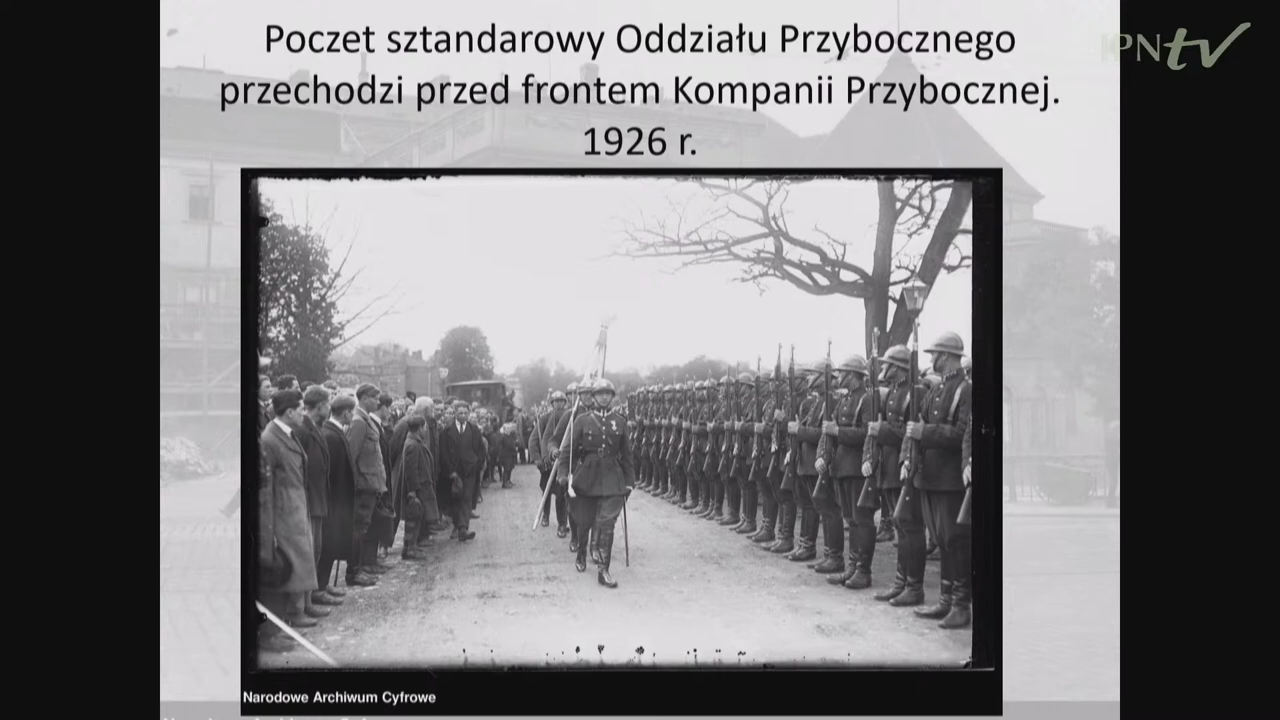 Poczet sztandarowy Oddziału Przybocznego
przechodzi przed frontem Kompanii Przybocznej.
1926 r.
IPNtv
Narodowe Archiwum Cyfrowe